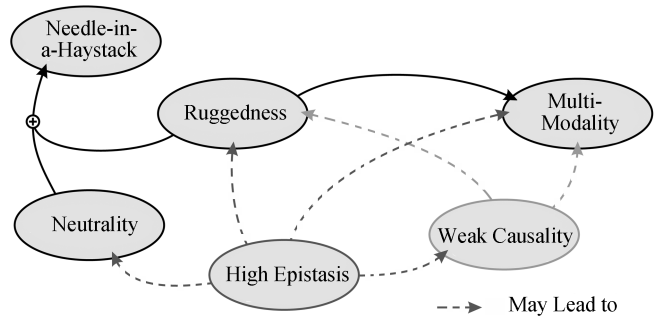 Needle-in-
a-Haystack
Ruggedness
Multi-
Modality
Neutrality
Weak Causality
High Epistasis
May Lead to